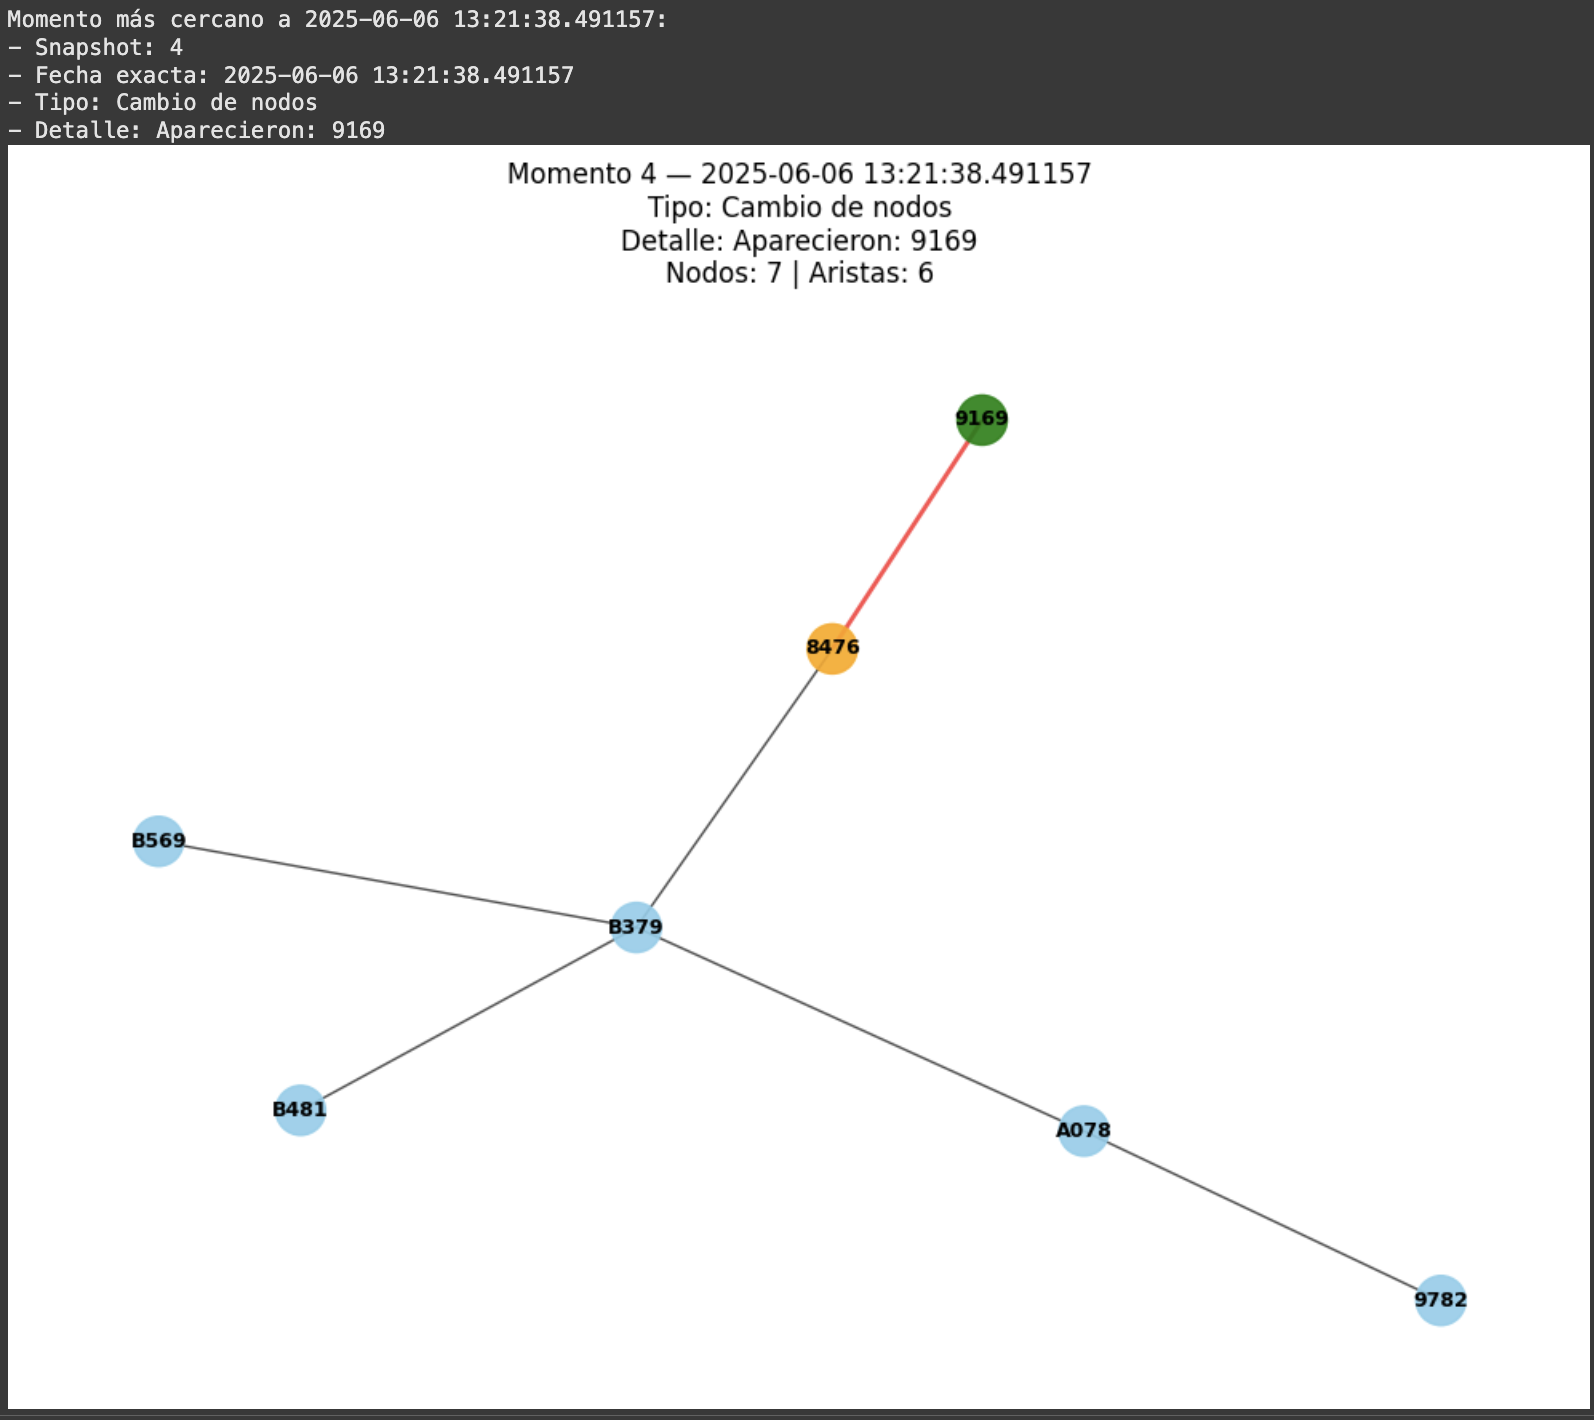 Momento más cercano a 2025-06-06 13:21:38.491157:
- Snapshot: 4
- Fecha exacta: 2025-06-06 13:21:38.491157
- Tipo: Cambio de nodos
- Detalle: Aparecieron: 9169
Momento 4 — 2025-06-06 13:21:38.491157
Tipo: Cambio de nodos
Detalle: Aparecieron: 9169
Nodos: 7 | Aristas: 6
9169
8476
B569
B379
B481
A078
9782